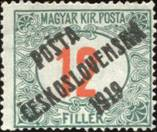 MAGYAR KIR. POSTA
POSTA
12
ČESKOSLOVENSKÁ
1919
FILLÉR